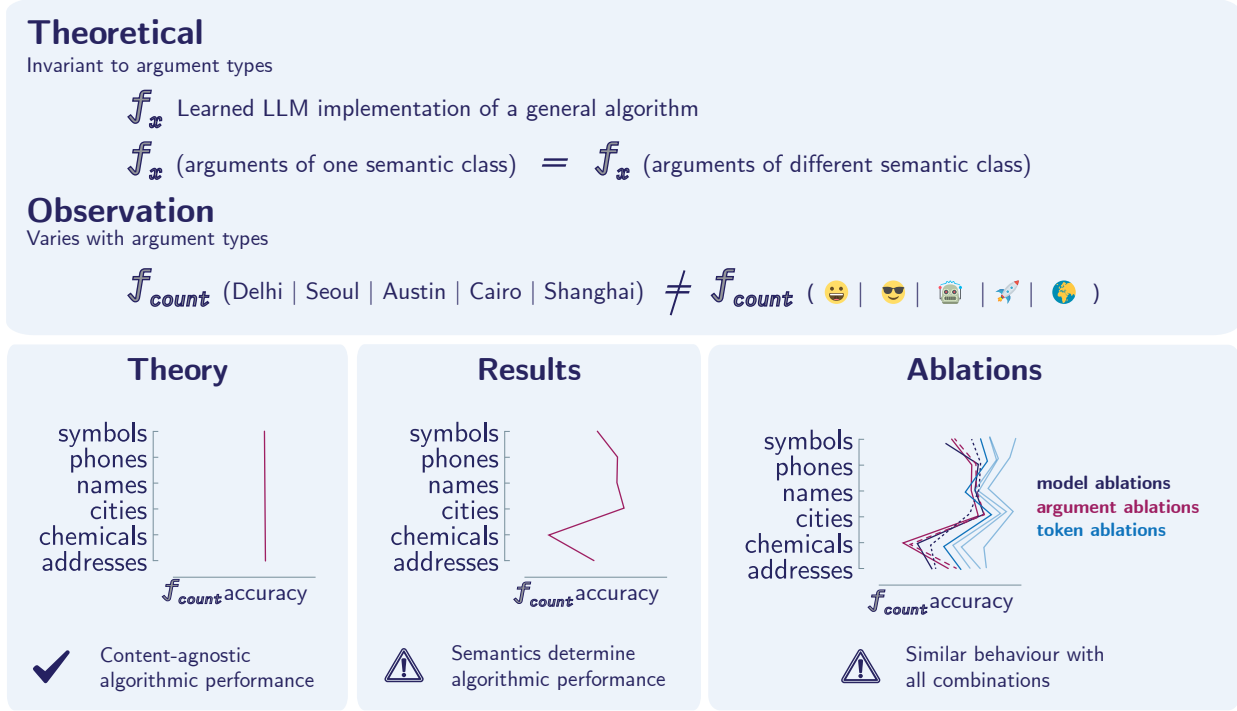 Theoretical
Invariant to argument types
fx Learned LLM implementation of a general algorithm
fx (arguments of one semantic class) = fx (arguments of different semantic class)
Observation
Varies with argument types
fcount (Delhi | Seoul | Austin | Cairo | Shanghai) ≠ fcount ( 😀 | 😎 | 🤖 | 🚀 | 🌍 )
Theory
symbols
phones
names
cities
chemicals
addresses
fcount accuracy
Content-agnostic
algorithmic performance
Results
symbols
phones
names
cities
chemicals
addresses
fcount accuracy
Semantics determine
algorithmic performance
Ablations
symbols
phones
names
cities
chemicals
addresses
fcount accuracy
model ablations
argument ablations
token ablations
Similar behaviour with
all combinations